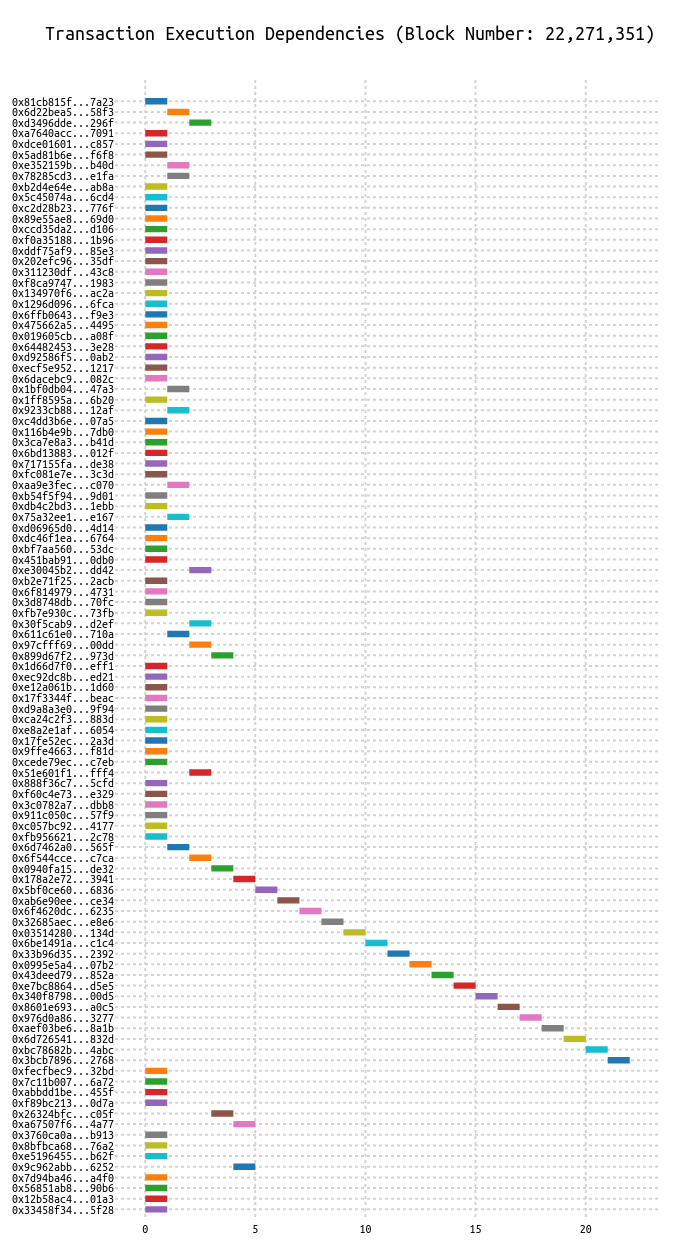 Transaction Execution Dependencies (Block Number: 22,271,351)
0x81cb815f...7a23
0x6d22bea5...58f3
0xd3496dde...296f
0xa7640acc...7091
0xdce01601...c857
0x5ad81b6e...f6f8
0xe352159b...b40d
0x78285cd3...e1fa
0xb2d4e64e...ab8a
0x5c45074a...6cd4
0xc2d28b23...776f
0x89e55ae8...69d0
0xccd35da2...d106
0xf0a35188...1b96
0xddf75af9...85e3
0x202efc96...35df
0x311230df...43c8
0xf8ca9747...1983
0x134970f6...ac2a
0x1296d096...6fca
0x6ffb0643...f9e3
0x475662a5...4495
0x019605cb...a08f
0x64482453...3e28
0xd92586f5...0ab2
0xecf5e952...1217
0x6dacebc9...082c
0x1bf0db04...47a3
0x1ff8595a...6b20
0x9233cb88...12af
0xc4dd3b6e...07a5
0x116b4e9b...7db0
0x3ca7e8a3...b41d
0x6bd13883...012f
0x717155fa...de38
0xfc081e7e...3c3d
0xaa9e3fec...c070
0xb54f5f94...9d01
0xdb4c2bd3...1ebb
0x75a32ee1...e167
0xd06965d0...4d14
0xdc46f1ea...6764
0xbf7aa560...53dc
0x451bab91...0db0
0xe30045b2...dd42
0xb2e71f25...2acb
0x6f814979...4731
0x3d8748db...70fc
0xfb7e930c...73fb
0x30f5cab9...d2ef
0x611c61e0...710a
0x97cfff69...00dd
0x899d67f2...973d
0x1d66d7f0...eff1
0xec92dc8b...ed21
0xe12a061b...1d60
0x17f3344f...beac
0xd9a8a3e0...9f94
0xca24c2f3...883d
0xe8a2e1af...6054
0x17fe52ec...2a3d
0x9ffe4663...f81d
0xcede79ec...c7eb
0x51e601f1...fff4
0x888f36c7...5cfd
0xf60c4e73...e329
0x3c0782a7...dbb8
0x911c050c...57f9
0xc057bc92...4177
0xfb956621...2c78
0x6d7462a0...565f
0x6f544cce...c7ca
0x0940fa15...de32
0x178a2e72...3941
0x5bf0ce60...6836
0xab6e90ee...ce34
0x6f4620dc...6235
0x32685aec...e8e6
0x03514280...134d
0x6be1491a...c1c4
0x33b96d35...2392
0x0995e5a4...07b2
0x43deed79...852a
0xe7bc8864...d5e5
0x340f8798...00d5
0x8601e693...a0c5
0x976d0a86...3277
0xaef03be6...8a1b
0x6d726541...832d
0xbc78682b...4abc
0x3bcb7896...2768
0xfecfbec9...32bd
0x7c11b007...6a72
0xabbdd1be...455f
0xf89bc213...0d7a
0x26324bfc...c05f
0xa67507f6...4a77
0x3760ca0a...b913
0x8bfbca68...76a2
0xe5196455...b62f
0x9c962abb...6252
0x7d94ba46...a4f0
0x56851ab8...90b6
0x12b58ac4...01a3
0x33458f34...5f28
0 5 10 15 20